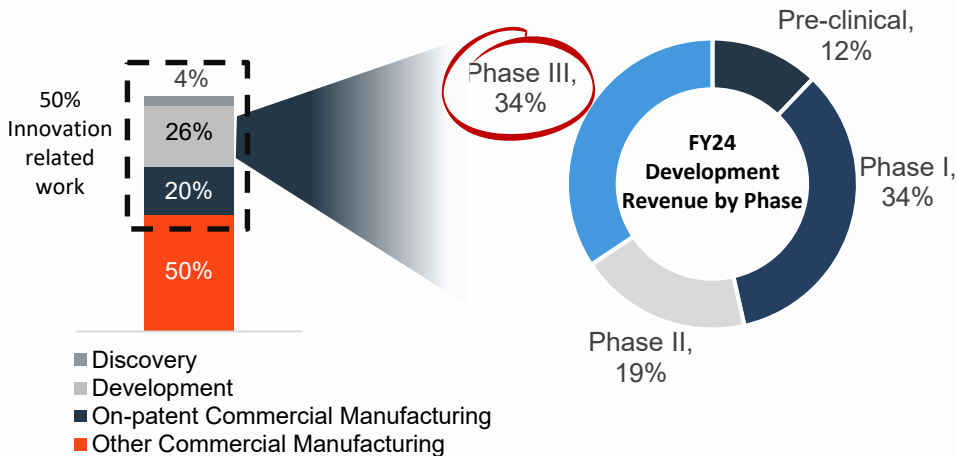 4%
50%
Innovation
related
work
26%
20%
50%
Discovery
Development
On-patent Commercial Manufacturing
Other Commercial Manufacturing
Phase III,
34%
Pre-clinical,
12%
FY24
Development
Revenue by Phase
Phase I,
34%
Phase II,
19%